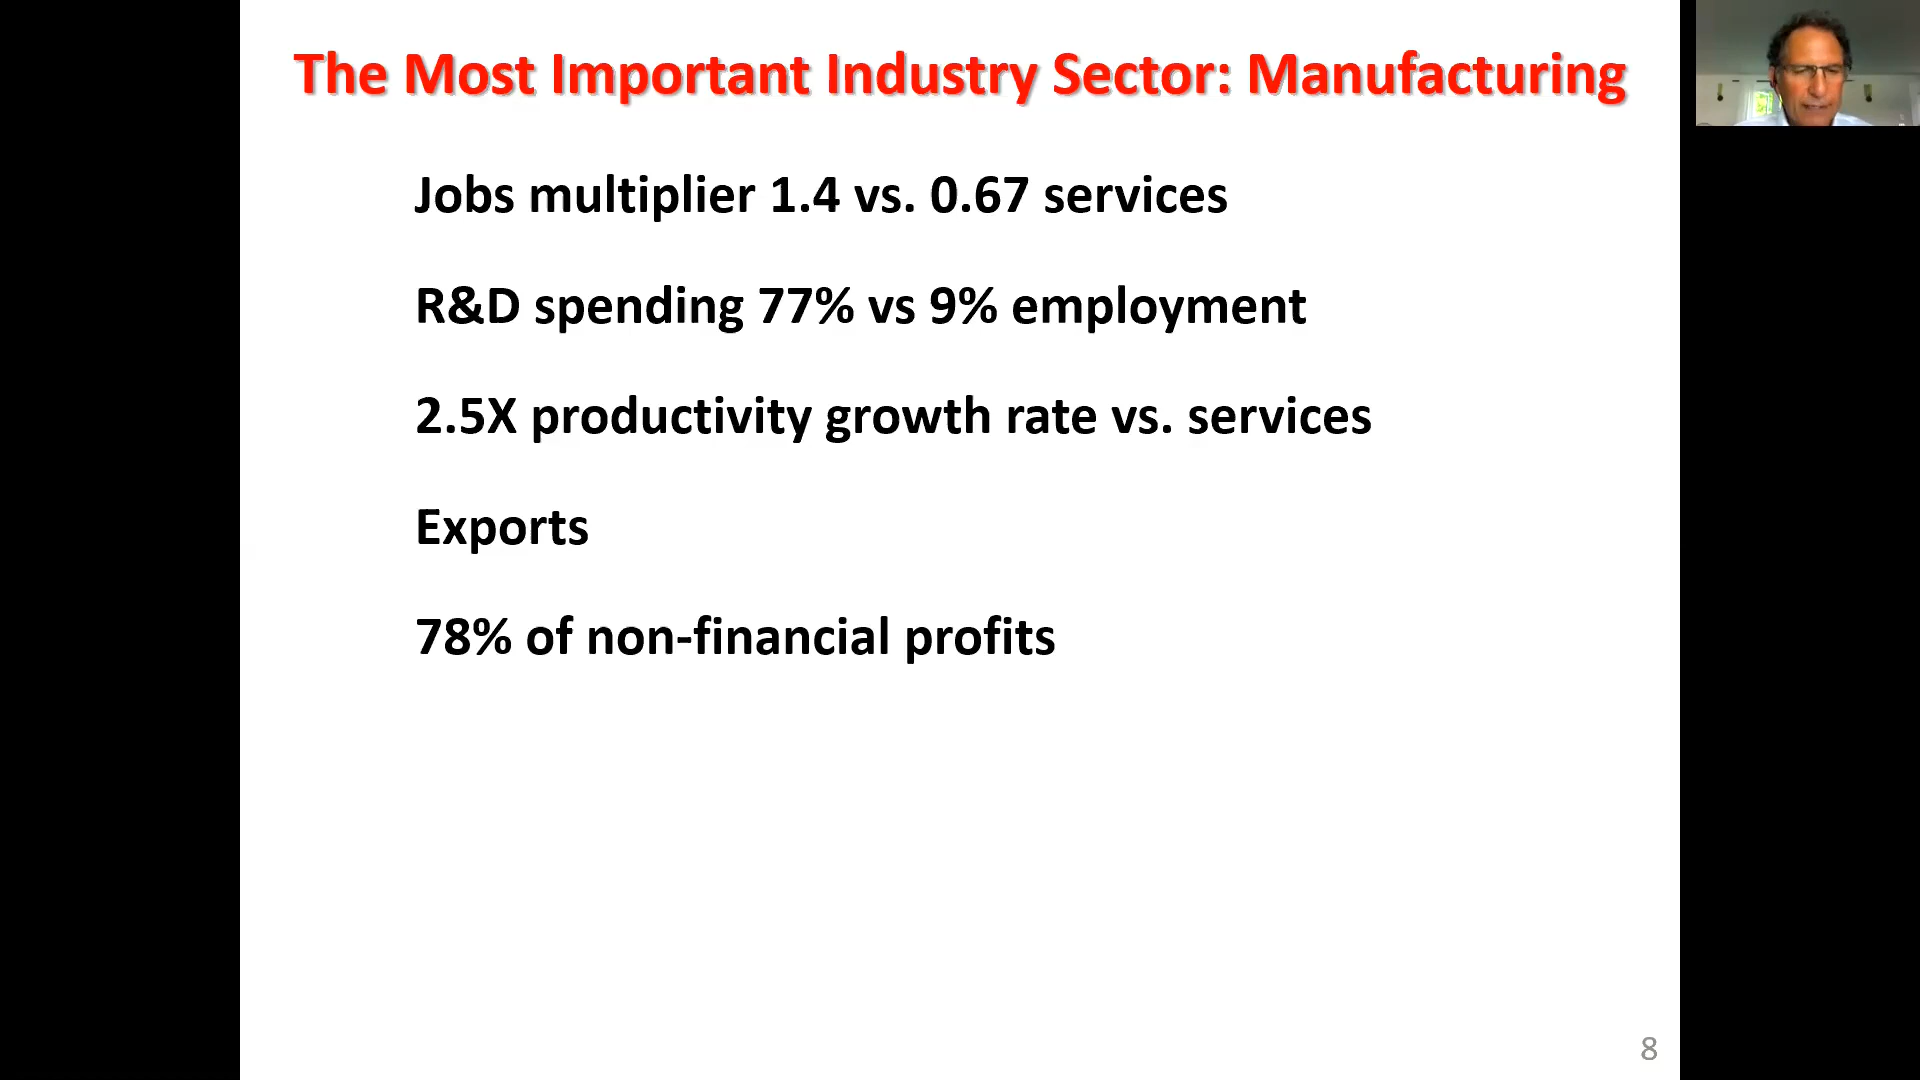 The Most Important Industry Sector: Manufacturing
Jobs multiplier 1.4 vs. 0.67 services
R&D spending 77% vs 9% employment
2.5X productivity growth rate vs. services
Exports
78% of non-financial profits
8